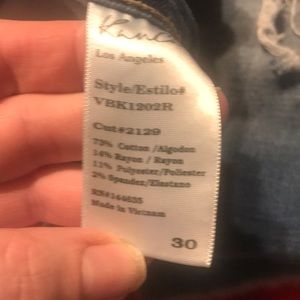 Los Angeles
Style/Estilo#
VBK1202R
Cut#2129
73% Cotton /Algodon
14% Rayon / Rayon
11% Polyester/Poliester
2% Spandex/Elastano
RN#144635
Made in Vietnam
30